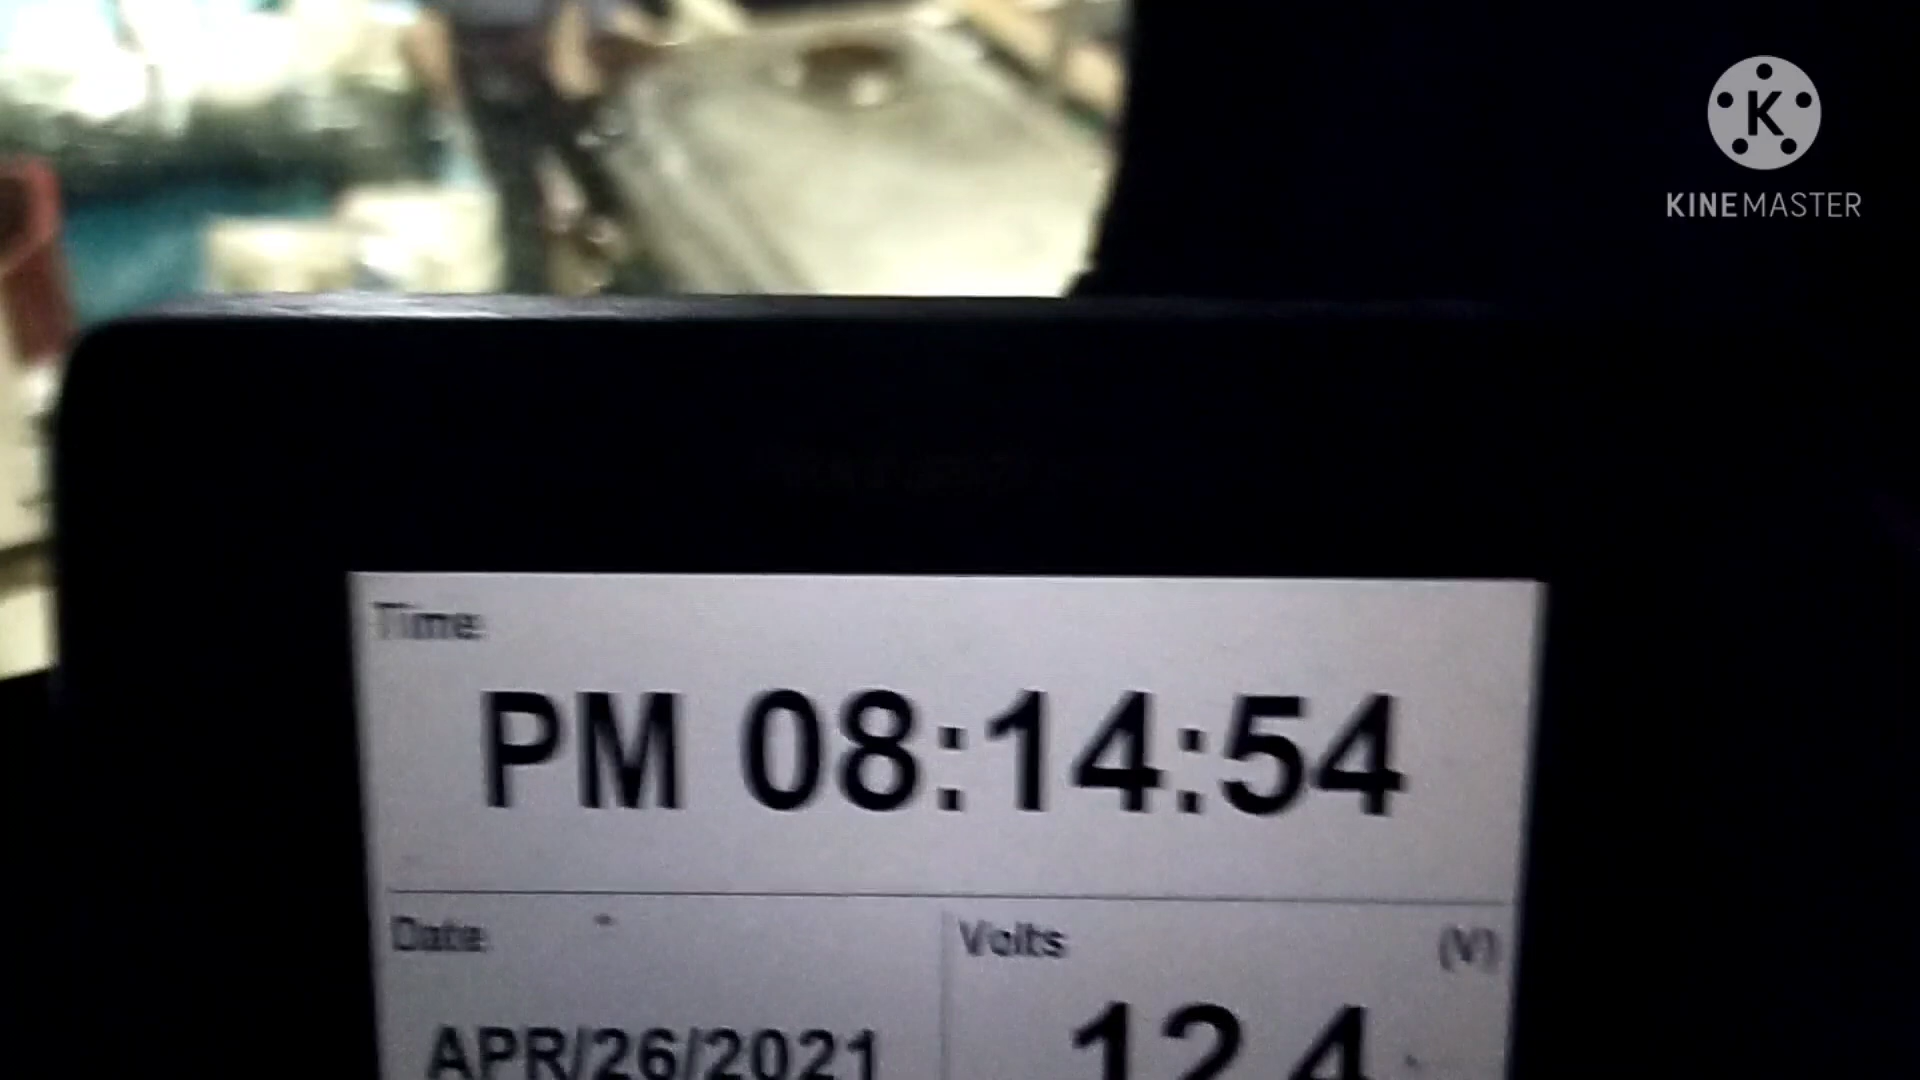 K
KINEMASTER
Time
PM 08:14:54
Date
Volts (V)
APR/26/2021
12.4